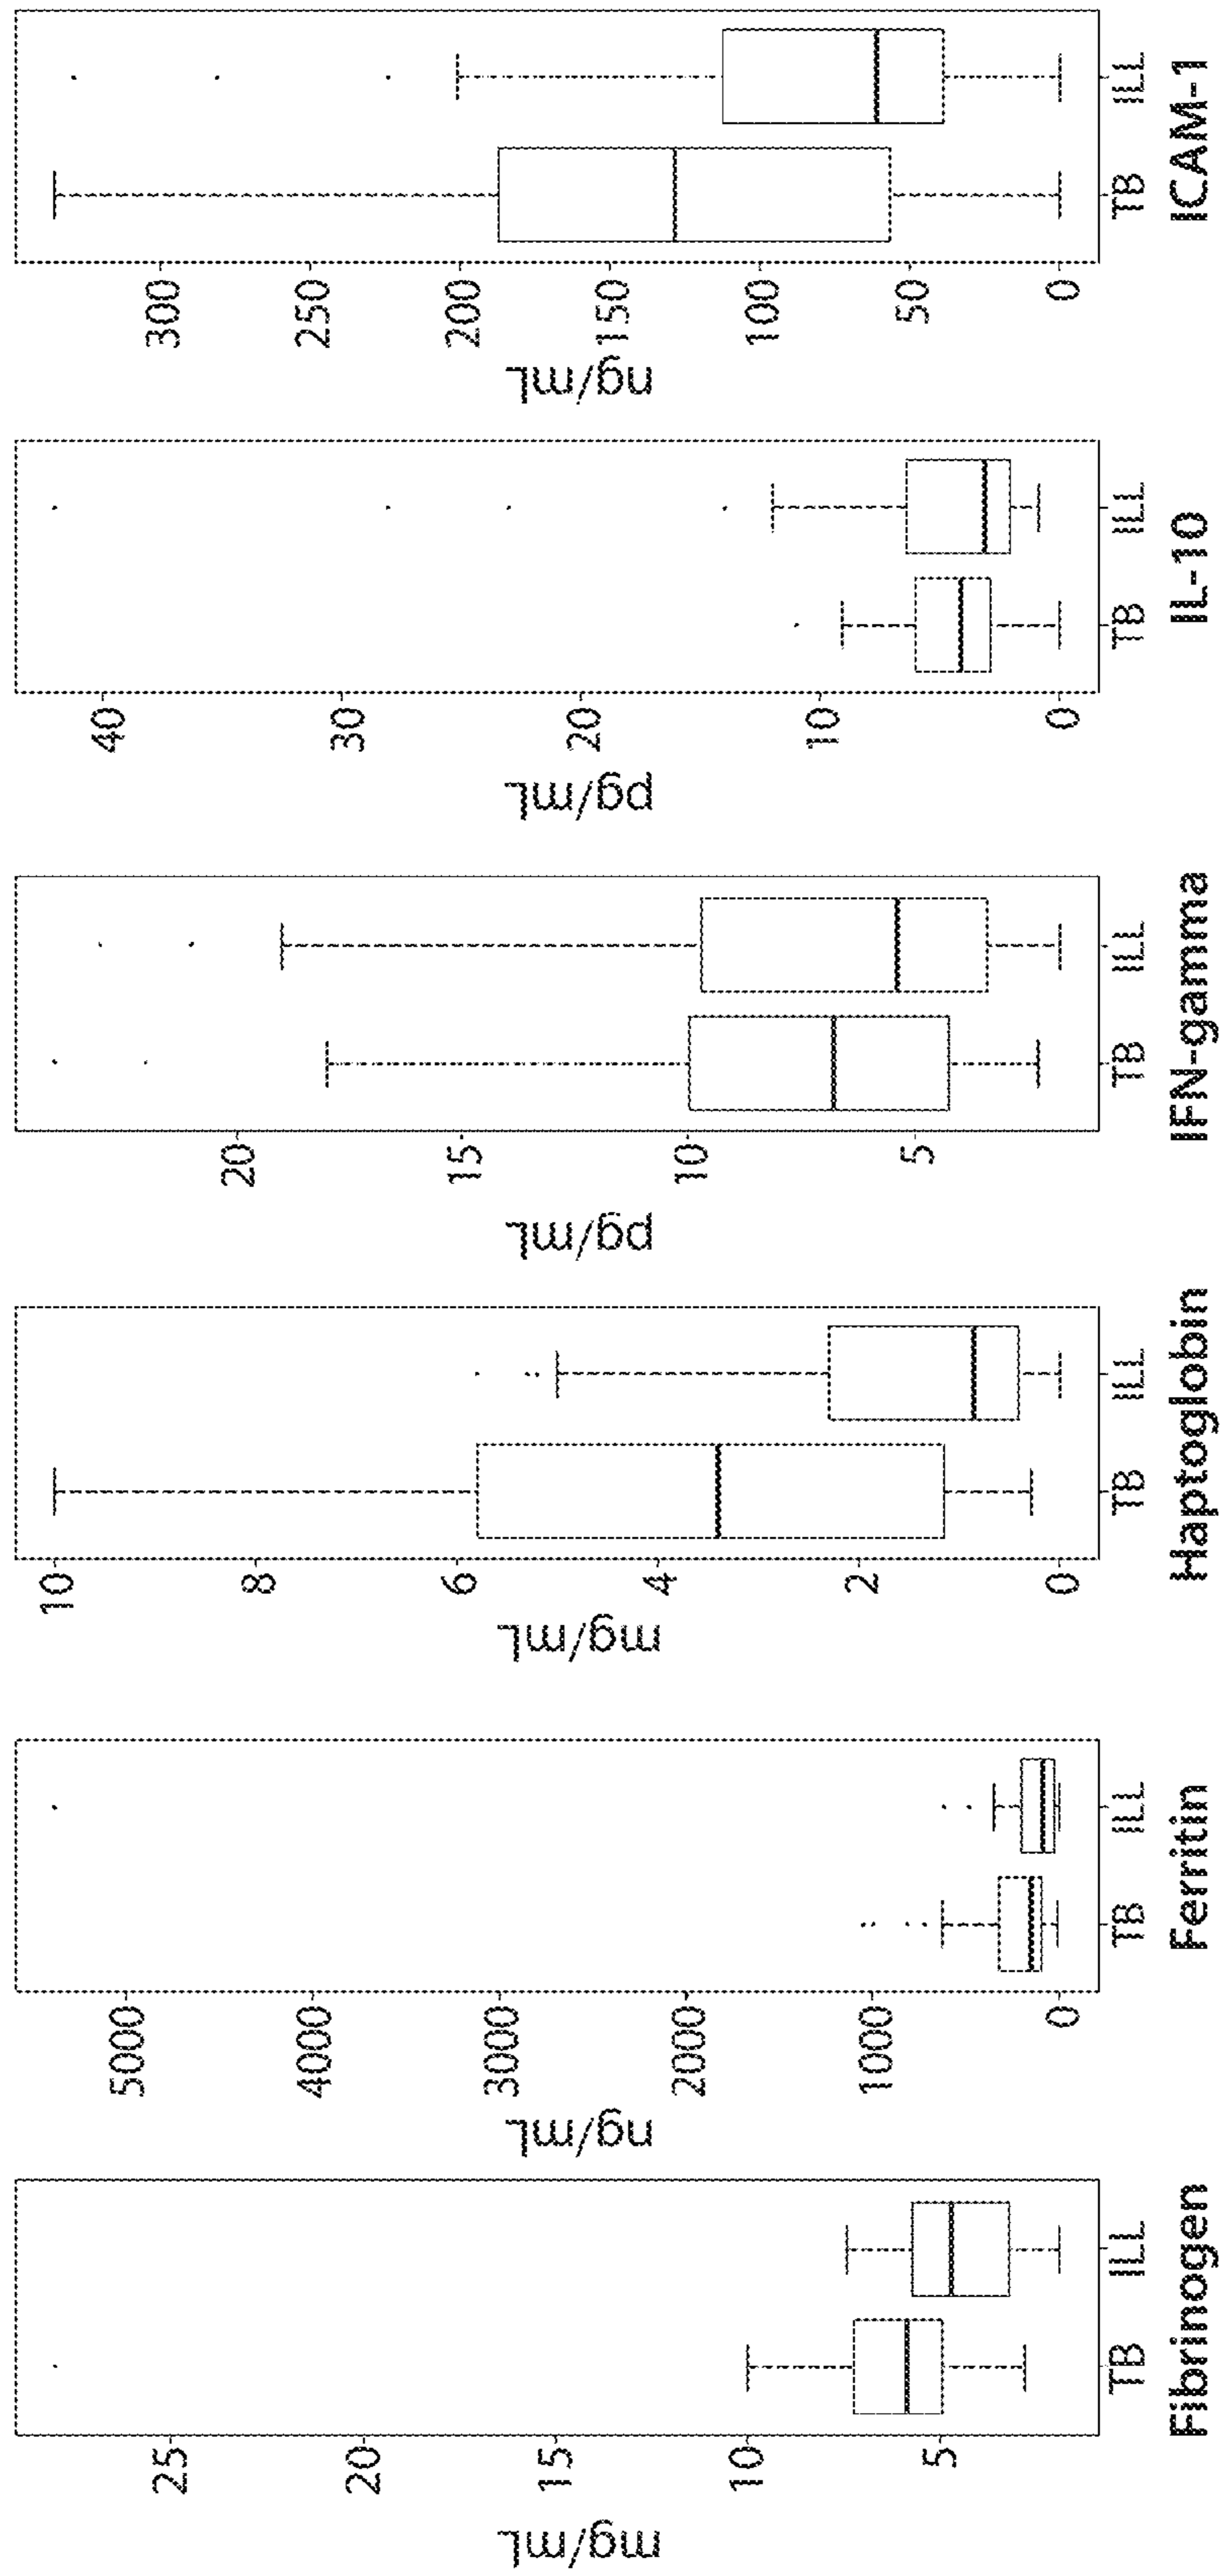 mg/mL
25
20
15
10
5
TB ILL
Fibrinogen
ng/mL
5000
4000
3000
2000
1000
0
TB ILL
Ferritin
mg/mL
10
8
6
4
2
0
TB ILL
Haptoglobin
pg/mL
20
15
10
5
TB ILL
IFN-gamma
pg/mL
40
30
20
10
0
TB ILL
IL-10
ng/mL
300
250
200
150
100
50
0
TB ILL
ICAM-1